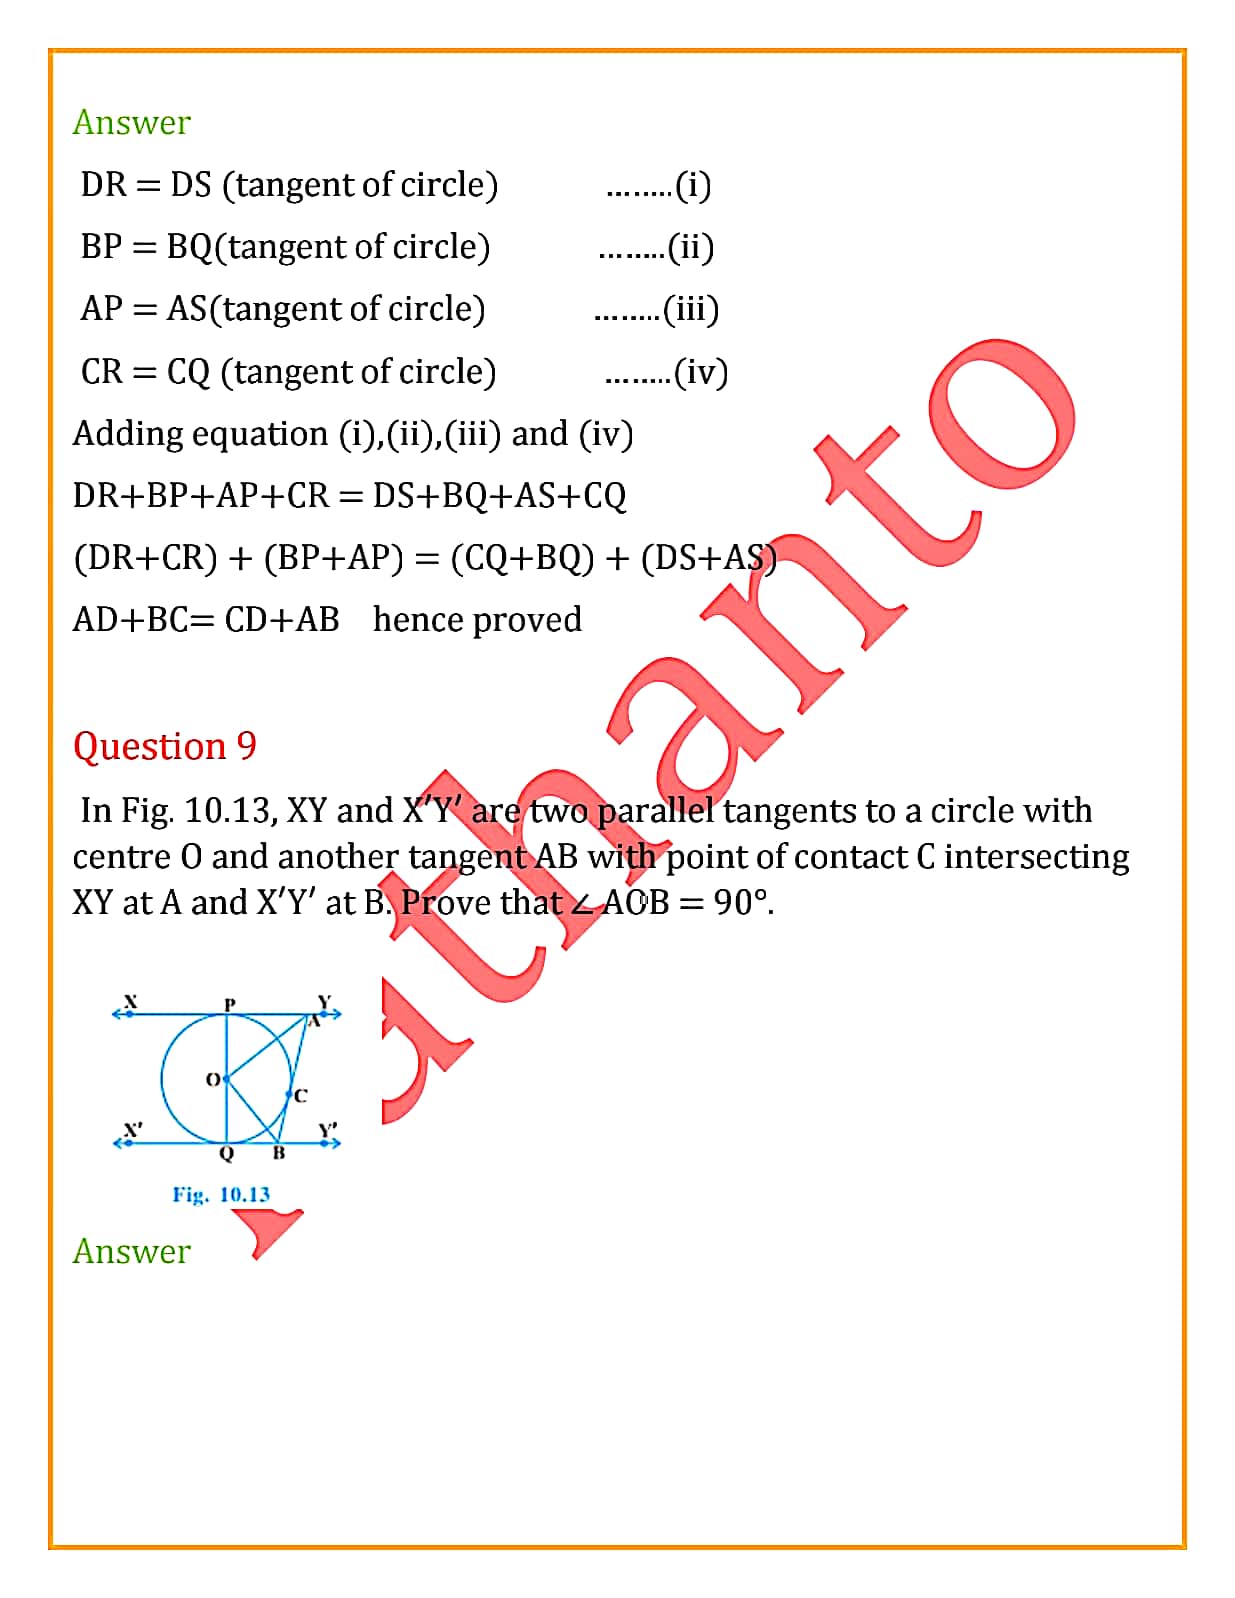 Answer
DR = DS (tangent of circle) ........(i)
BP = BQ(tangent of circle) ........(ii)
AP = AS(tangent of circle) ........(iii)
CR = CQ (tangent of circle) ........(iv)
Adding equation (i),(ii),(iii) and (iv)
DR+BP+AP+CR = DS+BQ+AS+CQ
(DR+CR) + (BP+AP) = (CQ+BQ) + (DS+AS)
AD+BC= CD+AB hence proved
Question 9
In Fig. 10.13, XY and X′Y′ are two parallel tangents to a circle with
centre O and another tangent AB with point of contact C intersecting
XY at A and X′Y′ at B. Prove that ∠ AOB = 90°.
X P Y
A
O
C
X′ Y′
Q B
Fig. 10.13
Answer